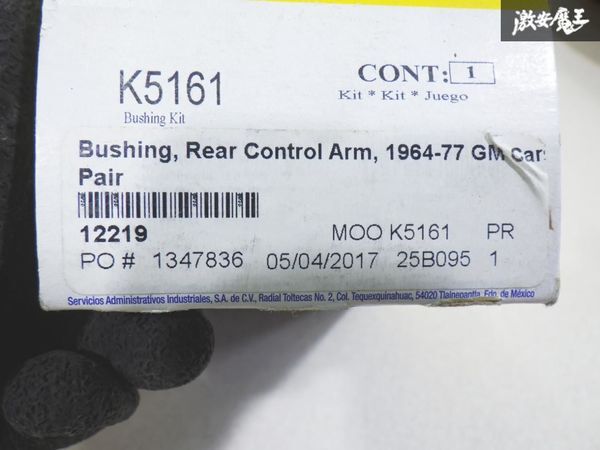 激安魔王
K5161
Bushing Kit
CONT: 1
Kit * Kit * Juego
Bushing, Rear Control Arm, 1964-77 GM Cars
Pair
12219
MOO K5161 PR
PO # 1347836 05/04/2017 25B095 1
Servicios Administrativos Industriales, S.A. de C.V., Radial Toltecas No. 2, Col. Tequexquinahuac, 54020 Tlalnepantla, Edo. de México